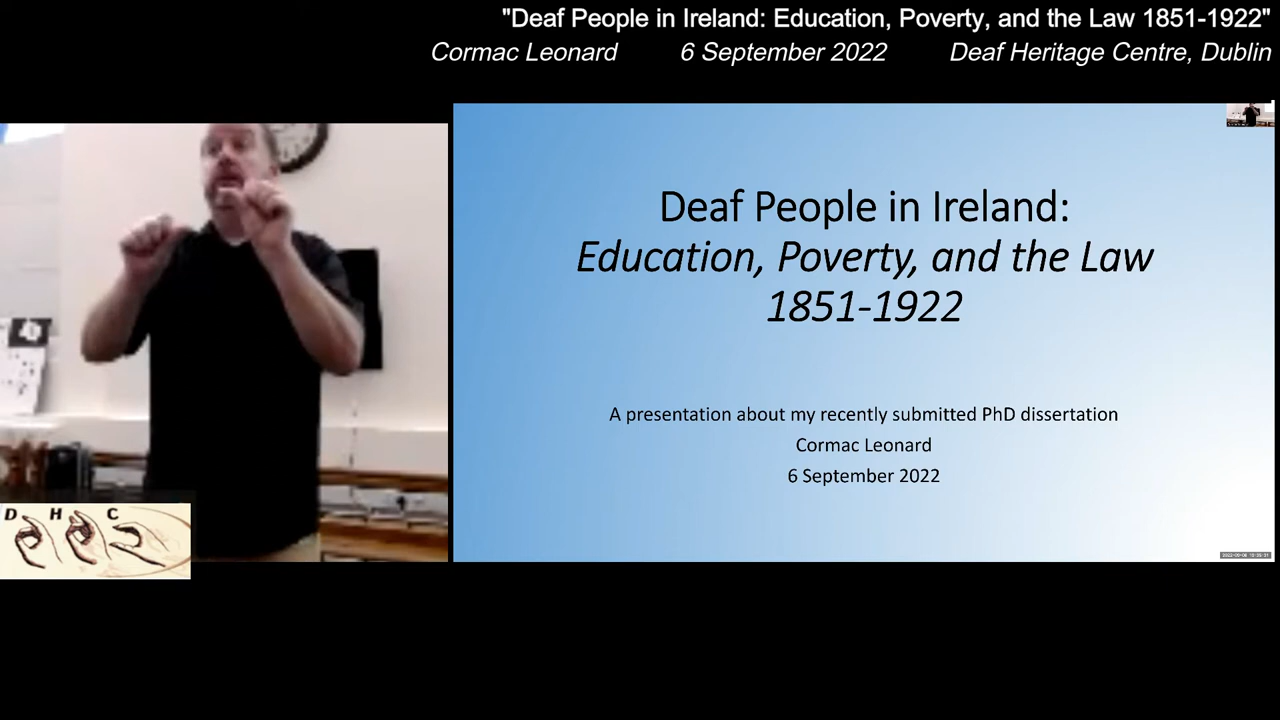 "Deaf People in Ireland: Education, Poverty, and the Law 1851-1922"
Cormac Leonard 6 September 2022 Deaf Heritage Centre, Dublin
Deaf People in Ireland:
Education, Poverty, and the Law
1851-1922
A presentation about my recently submitted PhD dissertation
Cormac Leonard
6 September 2022
D H C